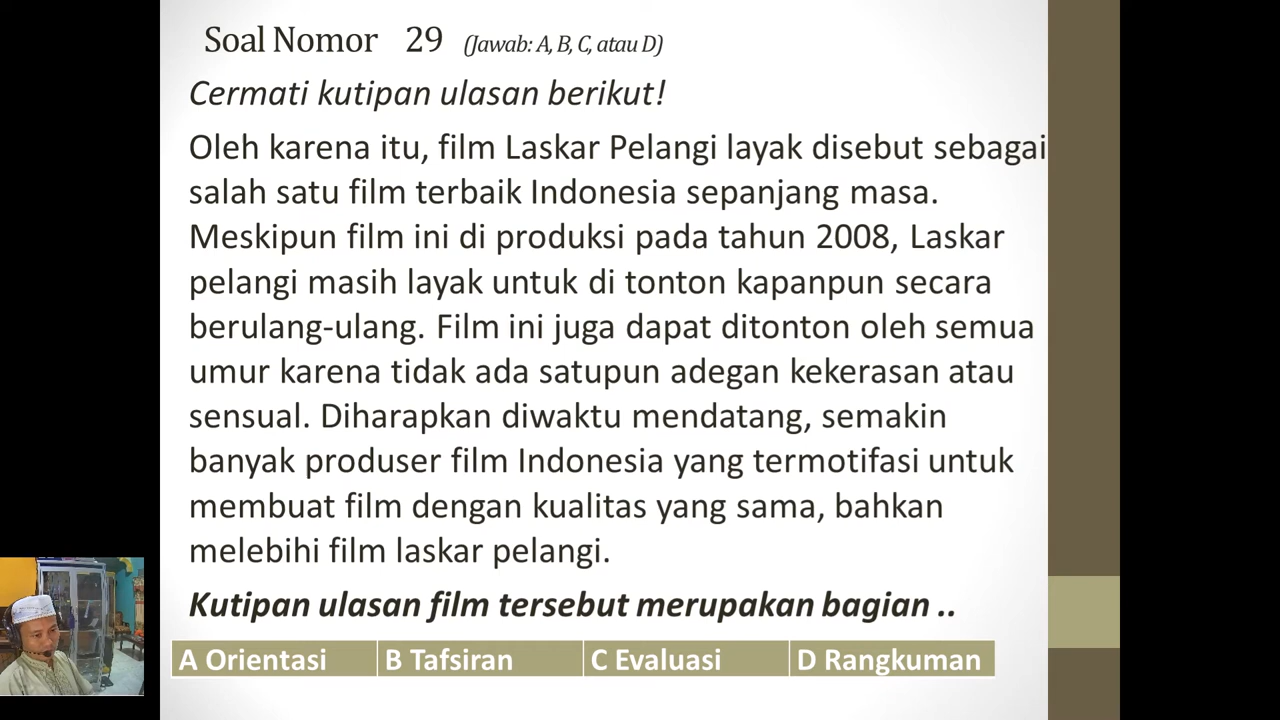 Soal Nomor 29 (Jawab: A, B, C, atau D)
Cermati kutipan ulasan berikut!
Oleh karena itu, film Laskar Pelangi layak disebut sebagai
salah satu film terbaik Indonesia sepanjang masa.
Meskipun film ini di produksi pada tahun 2008, Laskar
pelangi masih layak untuk di tonton kapanpun secara
berulang-ulang. Film ini juga dapat ditonton oleh semua
umur karena tidak ada satupun adegan kekerasan atau
sensual. Diharapkan diwaktu mendatang, semakin
banyak produser film Indonesia yang termotifasi untuk
membuat film dengan kualitas yang sama, bahkan
melebihi film laskar pelangi.
Kutipan ulasan film tersebut merupakan bagian ..
A Orientasi B Tafsiran C Evaluasi D Rangkuman